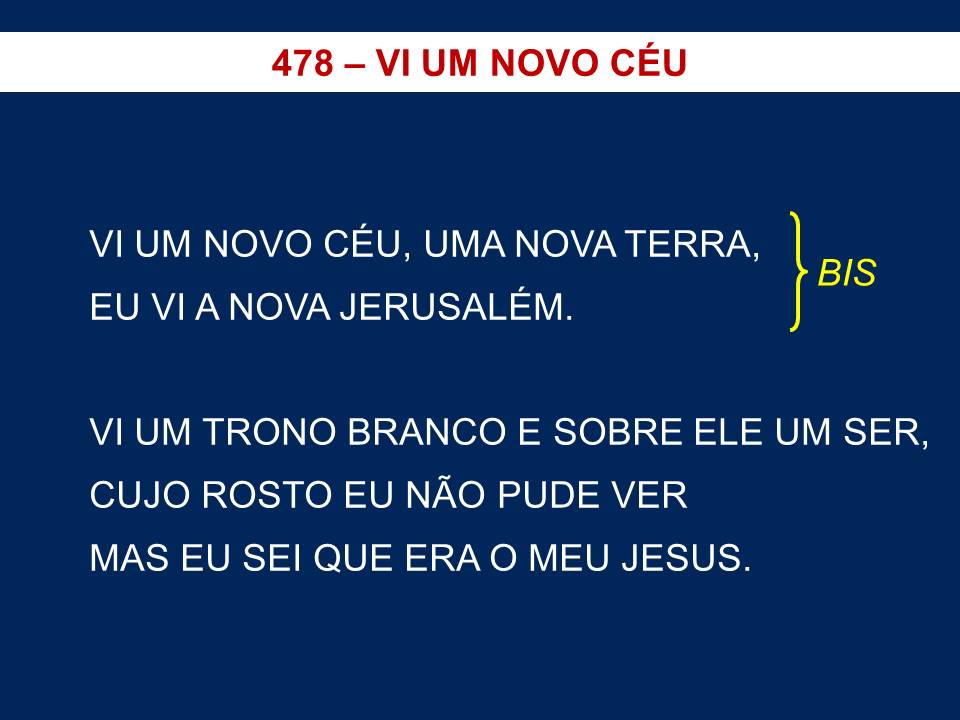 478 – VI UM NOVO CÉU
VI UM NOVO CÉU, UMA NOVA TERRA,
EU VI A NOVA JERUSALÉM.
BIS
VI UM TRONO BRANCO E SOBRE ELE UM SER,
CUJO ROSTO EU NÃO PUDE VER
MAS EU SEI QUE ERA O MEU JESUS.